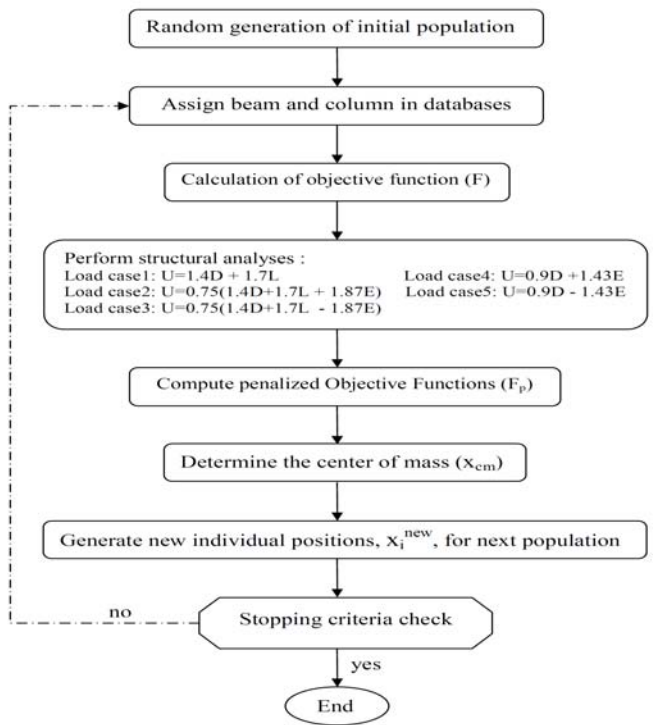 Random generation of initial population
Assign beam and column in databases
Calculation of objective function (F)
Perform structural analyses :
Load case1: U=1.4D + 1.7L
Load case2: U=0.75(1.4D+1.7L + 1.87E)
Load case3: U=0.75(1.4D+1.7L - 1.87E)
Load case4: U=0.9D +1.43E
Load case5: U=0.9D - 1.43E
Compute penalized Objective Functions (Fp)
Determine the center of mass (xcm)
Generate new individual positions, xi^new, for next population
no
Stopping criteria check
yes
End